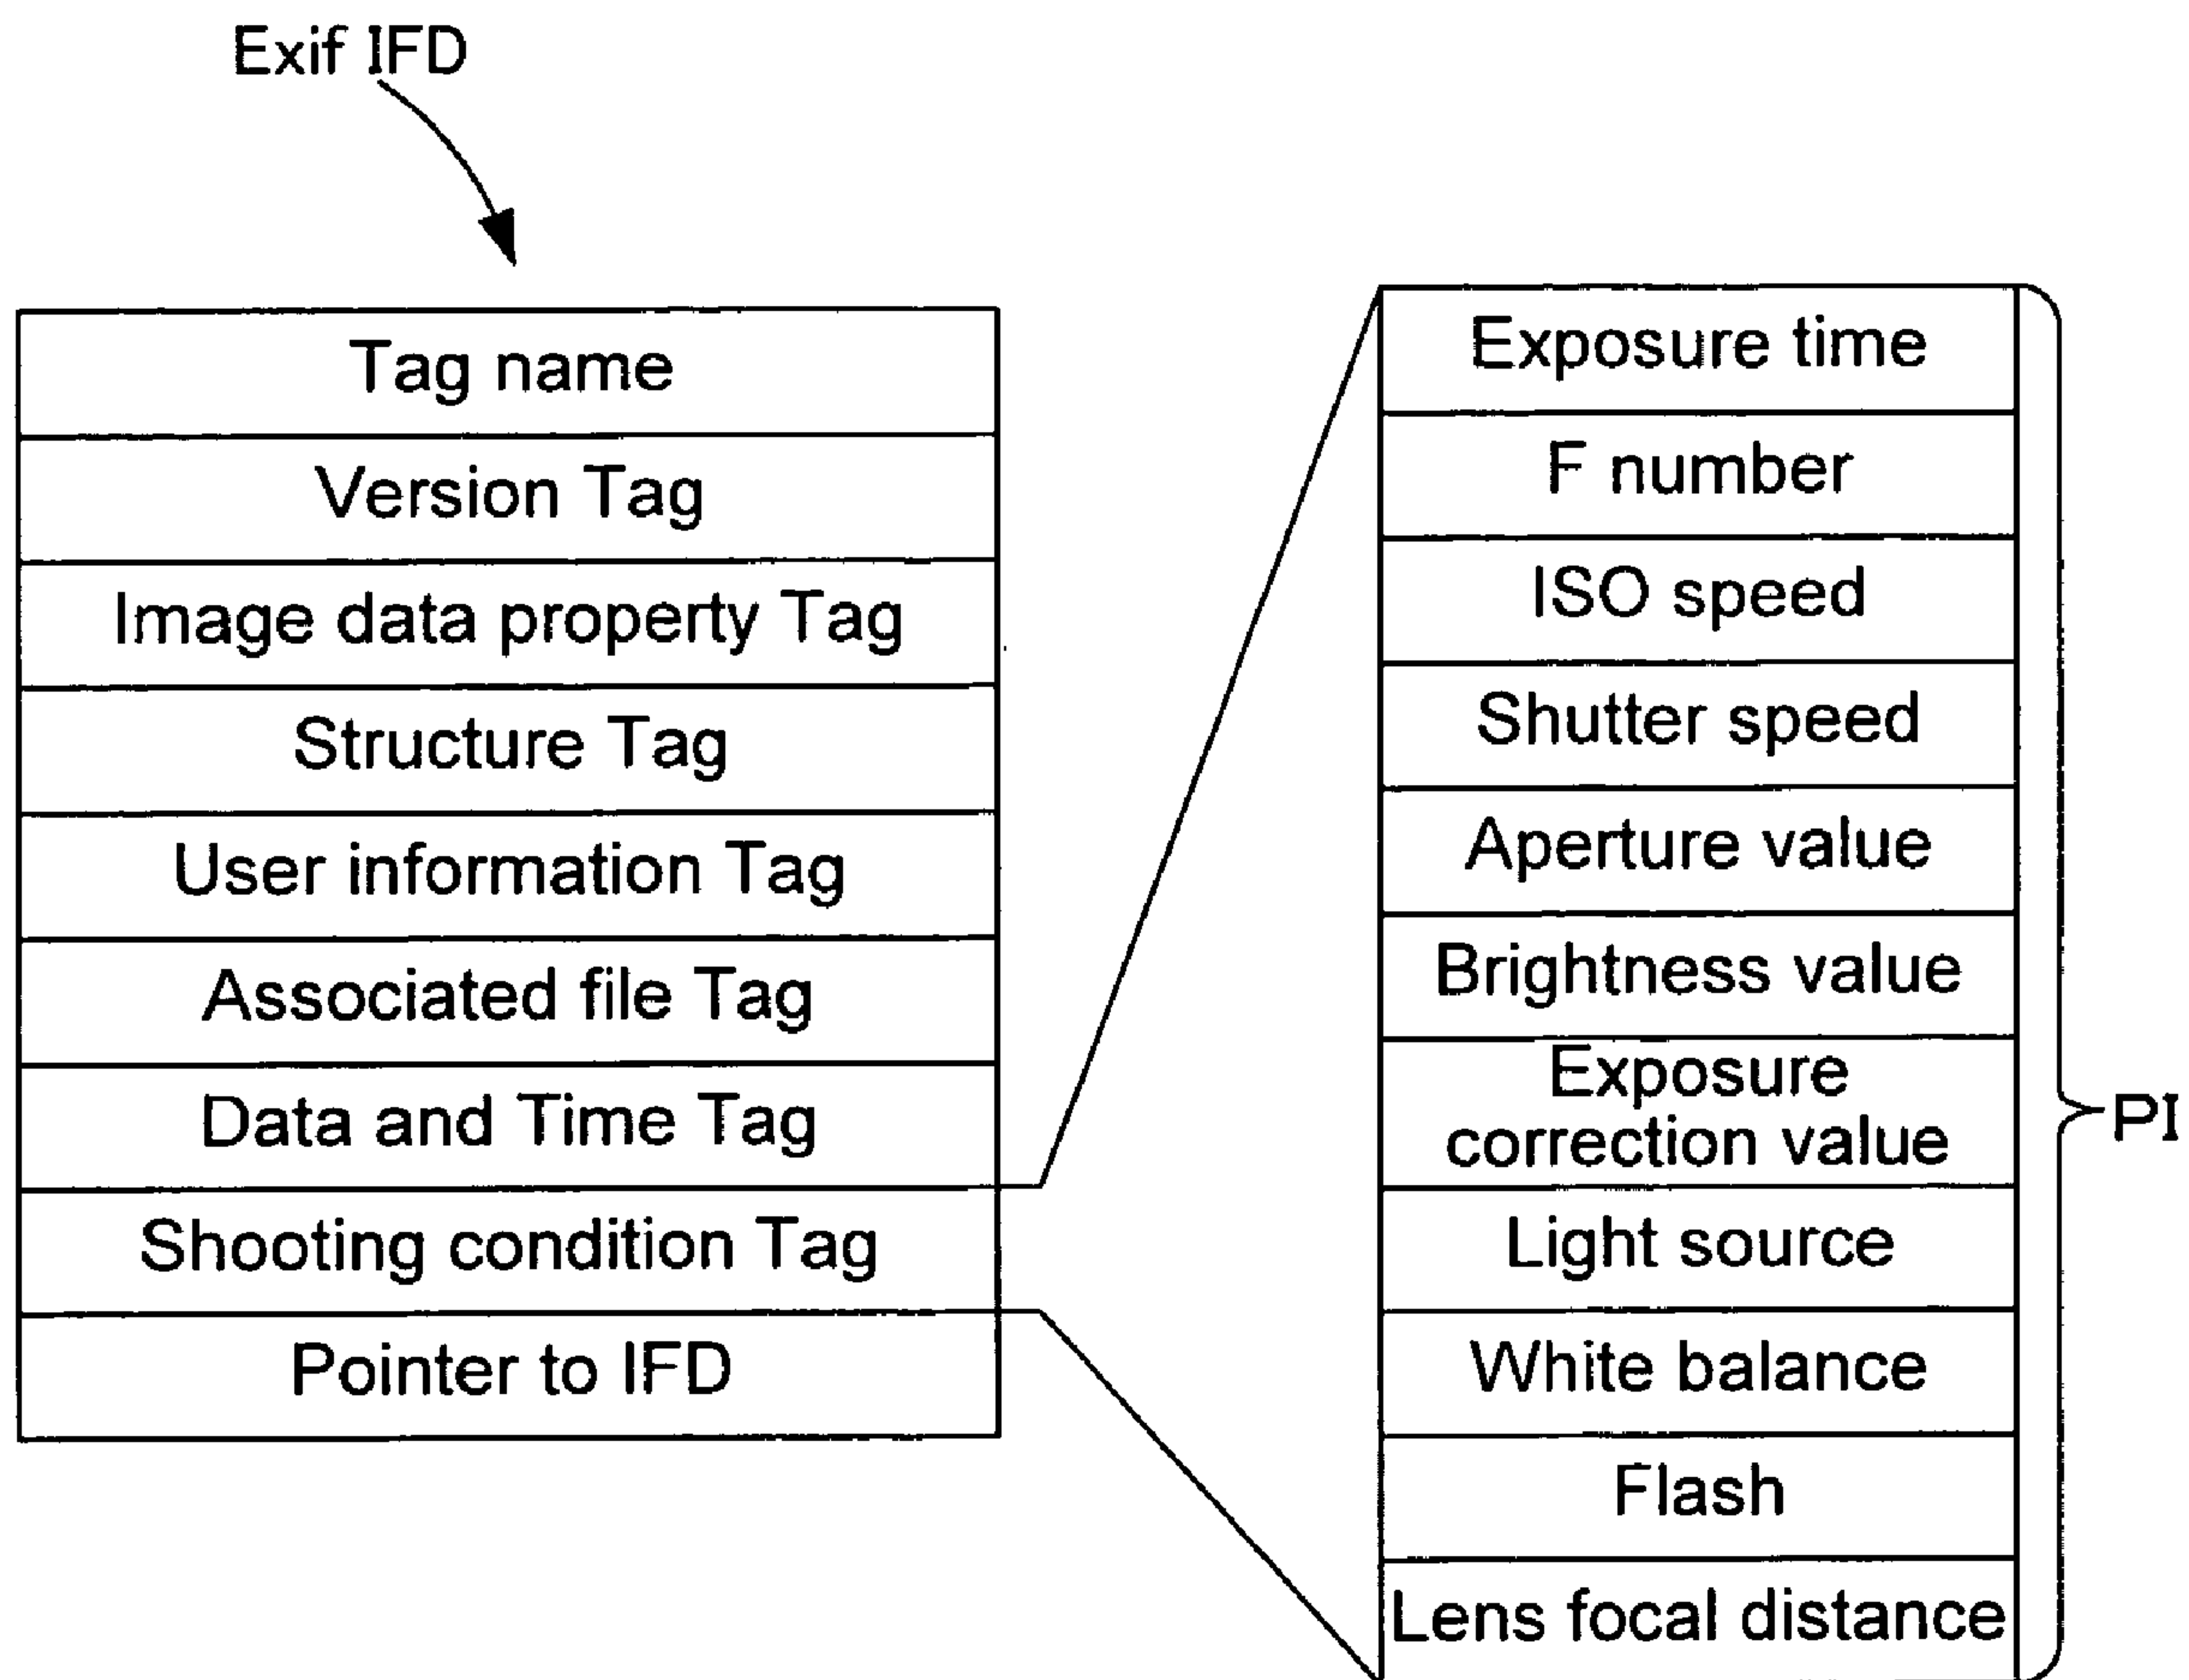 Exif IFD
Tag name
Version Tag
Image data property Tag
Structure Tag
User information Tag
Associated file Tag
Data and Time Tag
Shooting condition Tag
Pointer to IFD
Exposure time
F number
ISO speed
Shutter speed
Aperture value
Brightness value
Exposure
correction value
Light source
White balance
Flash
Lens focal distance
PI